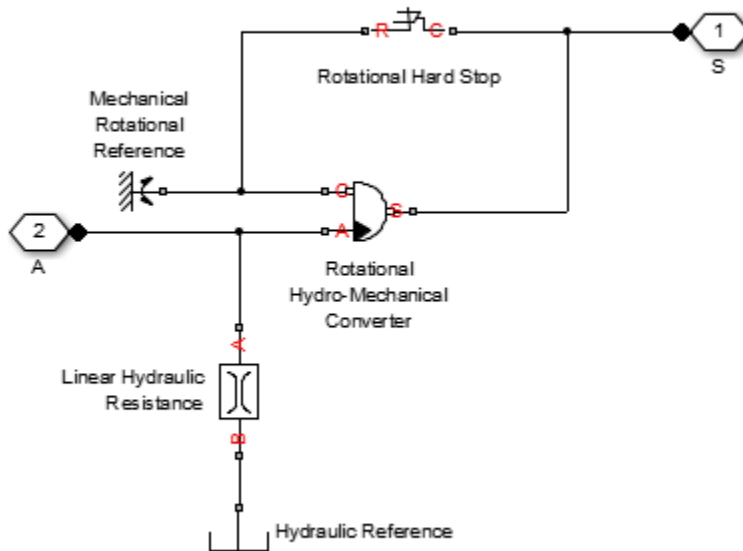 R
C
1
S
Rotational Hard Stop
Mechanical
Rotational
Reference
C
S
A
2
A
Rotational
Hydro-Mechanical
Converter
A
Linear Hydraulic
Resistance
B
Hydraulic Reference